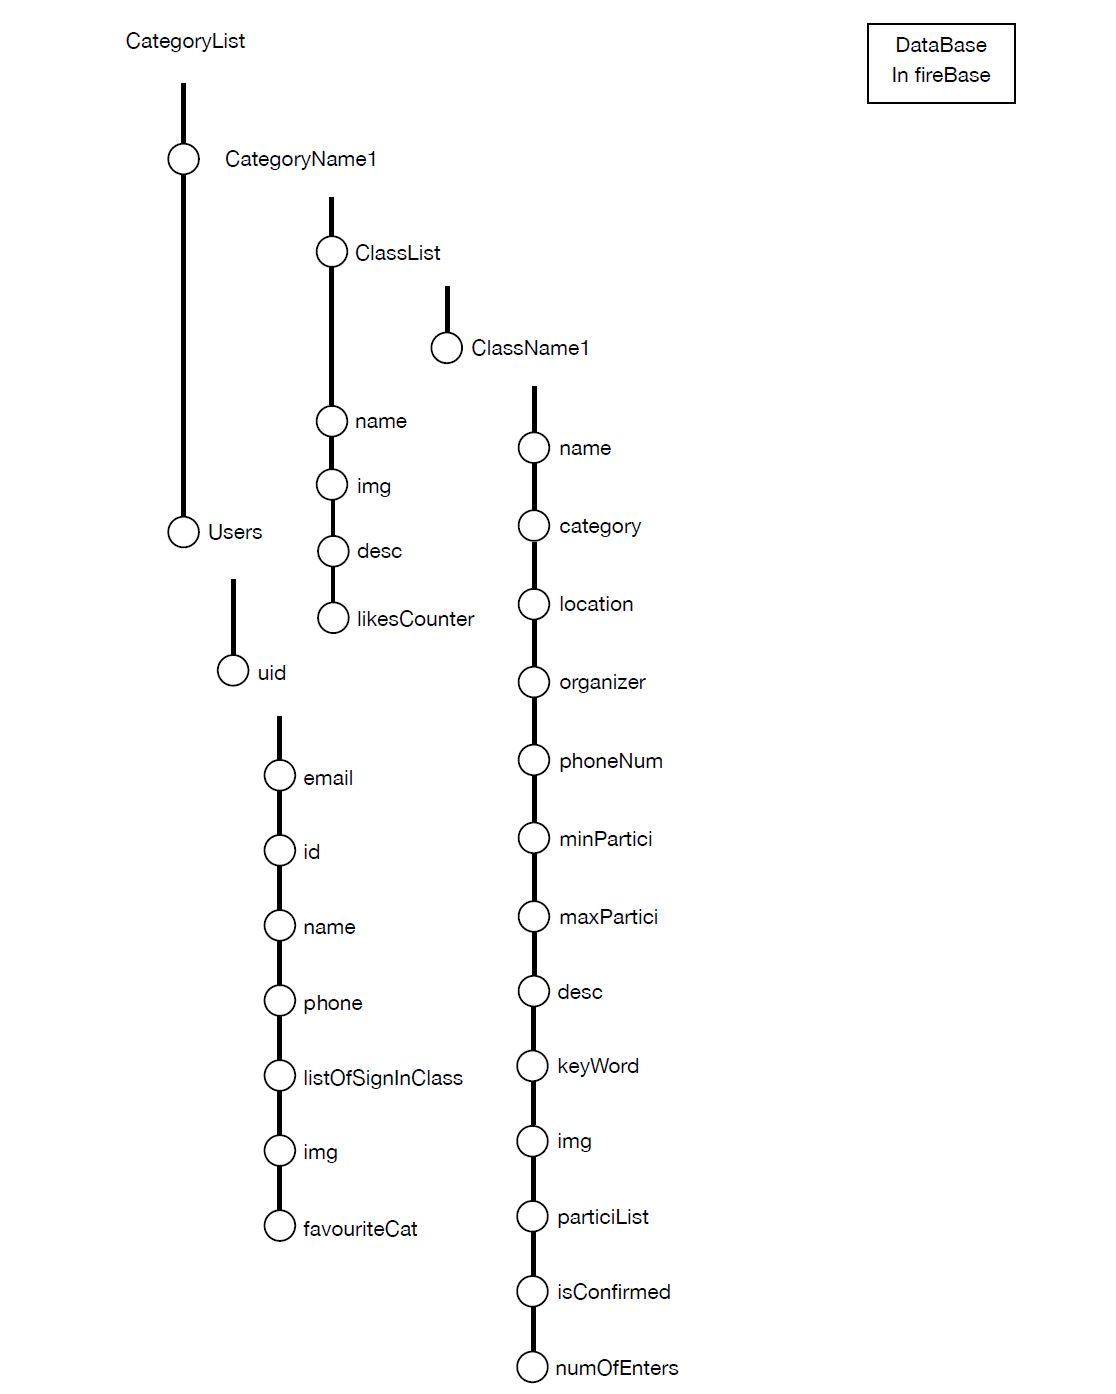 CategoryList
DataBase
In fireBase
CategoryName1
ClassList
ClassName1
name
img
desc
likesCounter
name
category
location
organizer
phoneNum
minPartici
maxPartici
desc
keyWord
img
particiList
isConfirmed
numOfEnters
Users
uid
email
id
name
phone
listOfSignInClass
img
favouriteCat